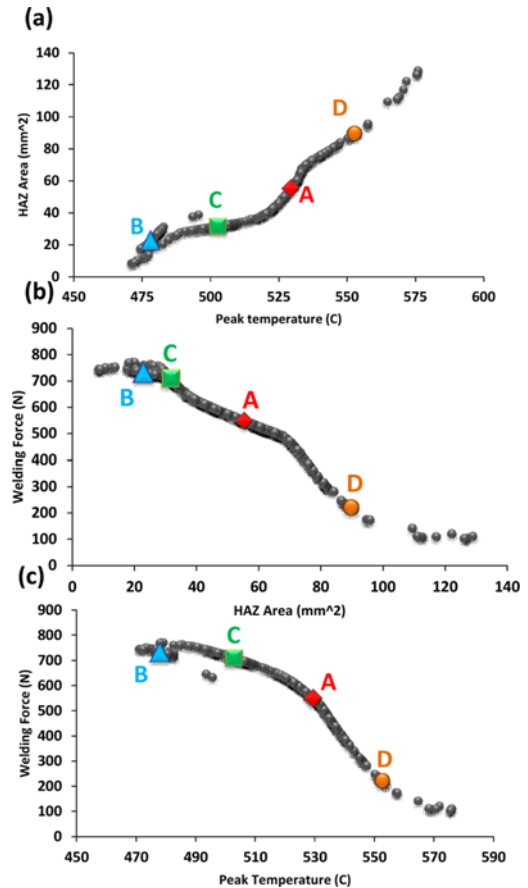 (a)
140
120
100
80
60
40
20
0
HAZ Area (mm^2)
B
C
A
D
450 475 500 525 550 575 600
Peak temperature (C)
(b)
900
800
700
600
500
400
300
200
100
0
Welding Force (N)
B
C
A
D
0 20 40 60 80 100 120 140
HAZ Area (mm^2)
(c)
900
800
700
600
500
400
300
200
100
0
Welding Force (N)
B
C
A
D
450 470 490 510 530 550 570 590
Peak Temperature (C)